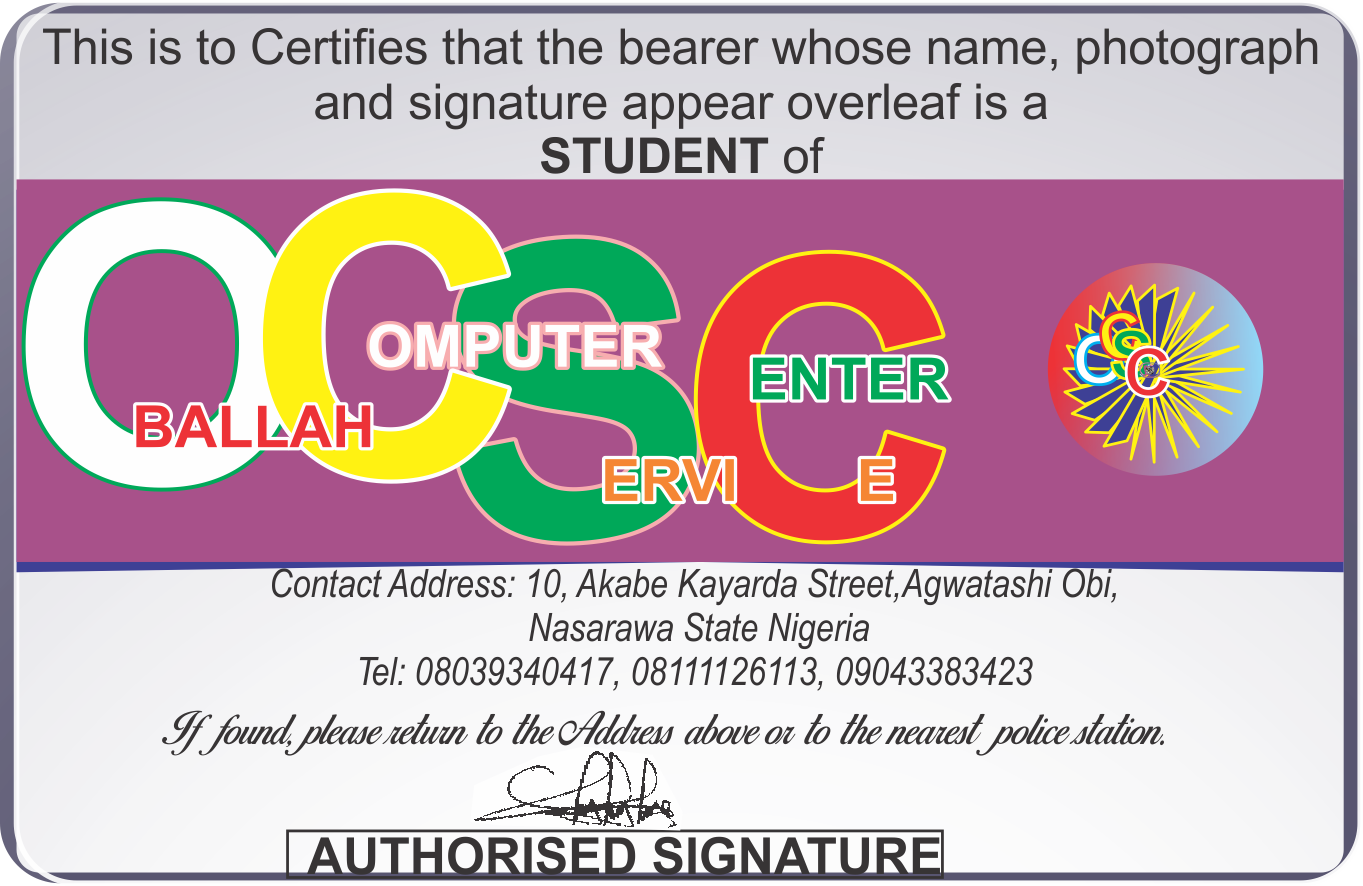 This is to Certifies that the bearer whose name, photograph
and signature appear overleaf is a
STUDENT of
OCSC
OMPUTER
ENTER
BALLAH
ERVI E
CCSC
Contact Address: 10, Akabe Kayarda Street,Agwatashi Obi,
Nasarawa State Nigeria
Tel: 08039340417, 08111126113, 09043383423
If found, please return to the Address above or to the nearest police station.
AUTHORISED SIGNATURE